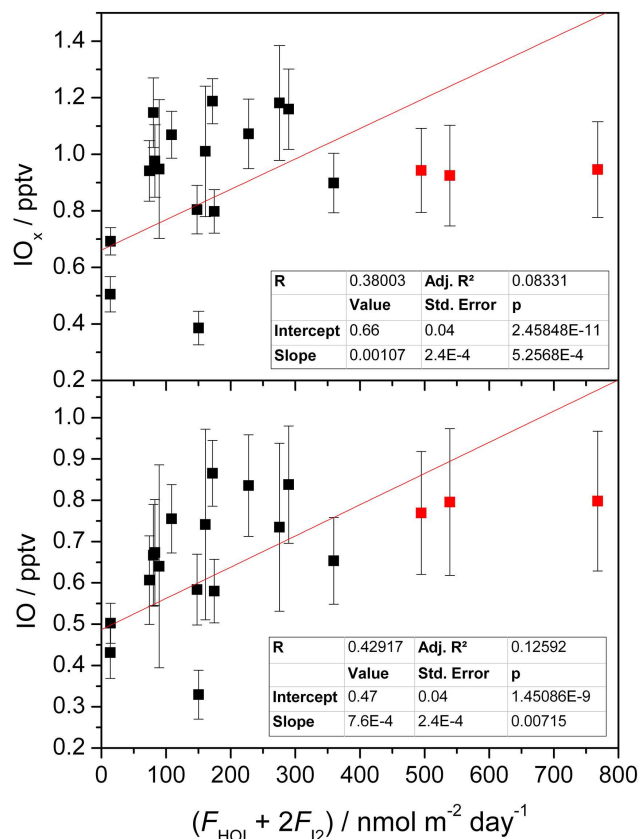 1.4
1.2
1.0
0.8
0.6
0.4
0.2
IOₓ / pptv
R 0.38003 Adj. R² 0.08331
Value Std. Error p
Intercept 0.66 0.04 2.45848E-11
Slope 0.00107 2.4E-4 5.2568E-4
1.0
0.9
0.8
0.7
0.6
0.5
0.4
0.3
0.2
IO / pptv
R 0.42917 Adj. R² 0.12592
Value Std. Error p
Intercept 0.47 0.04 1.45086E-9
Slope 7.6E-4 2.4E-4 0.00715
0 100 200 300 400 500 600 700 800
(F_HOI + 2F_I2) / nmol m⁻² day⁻¹